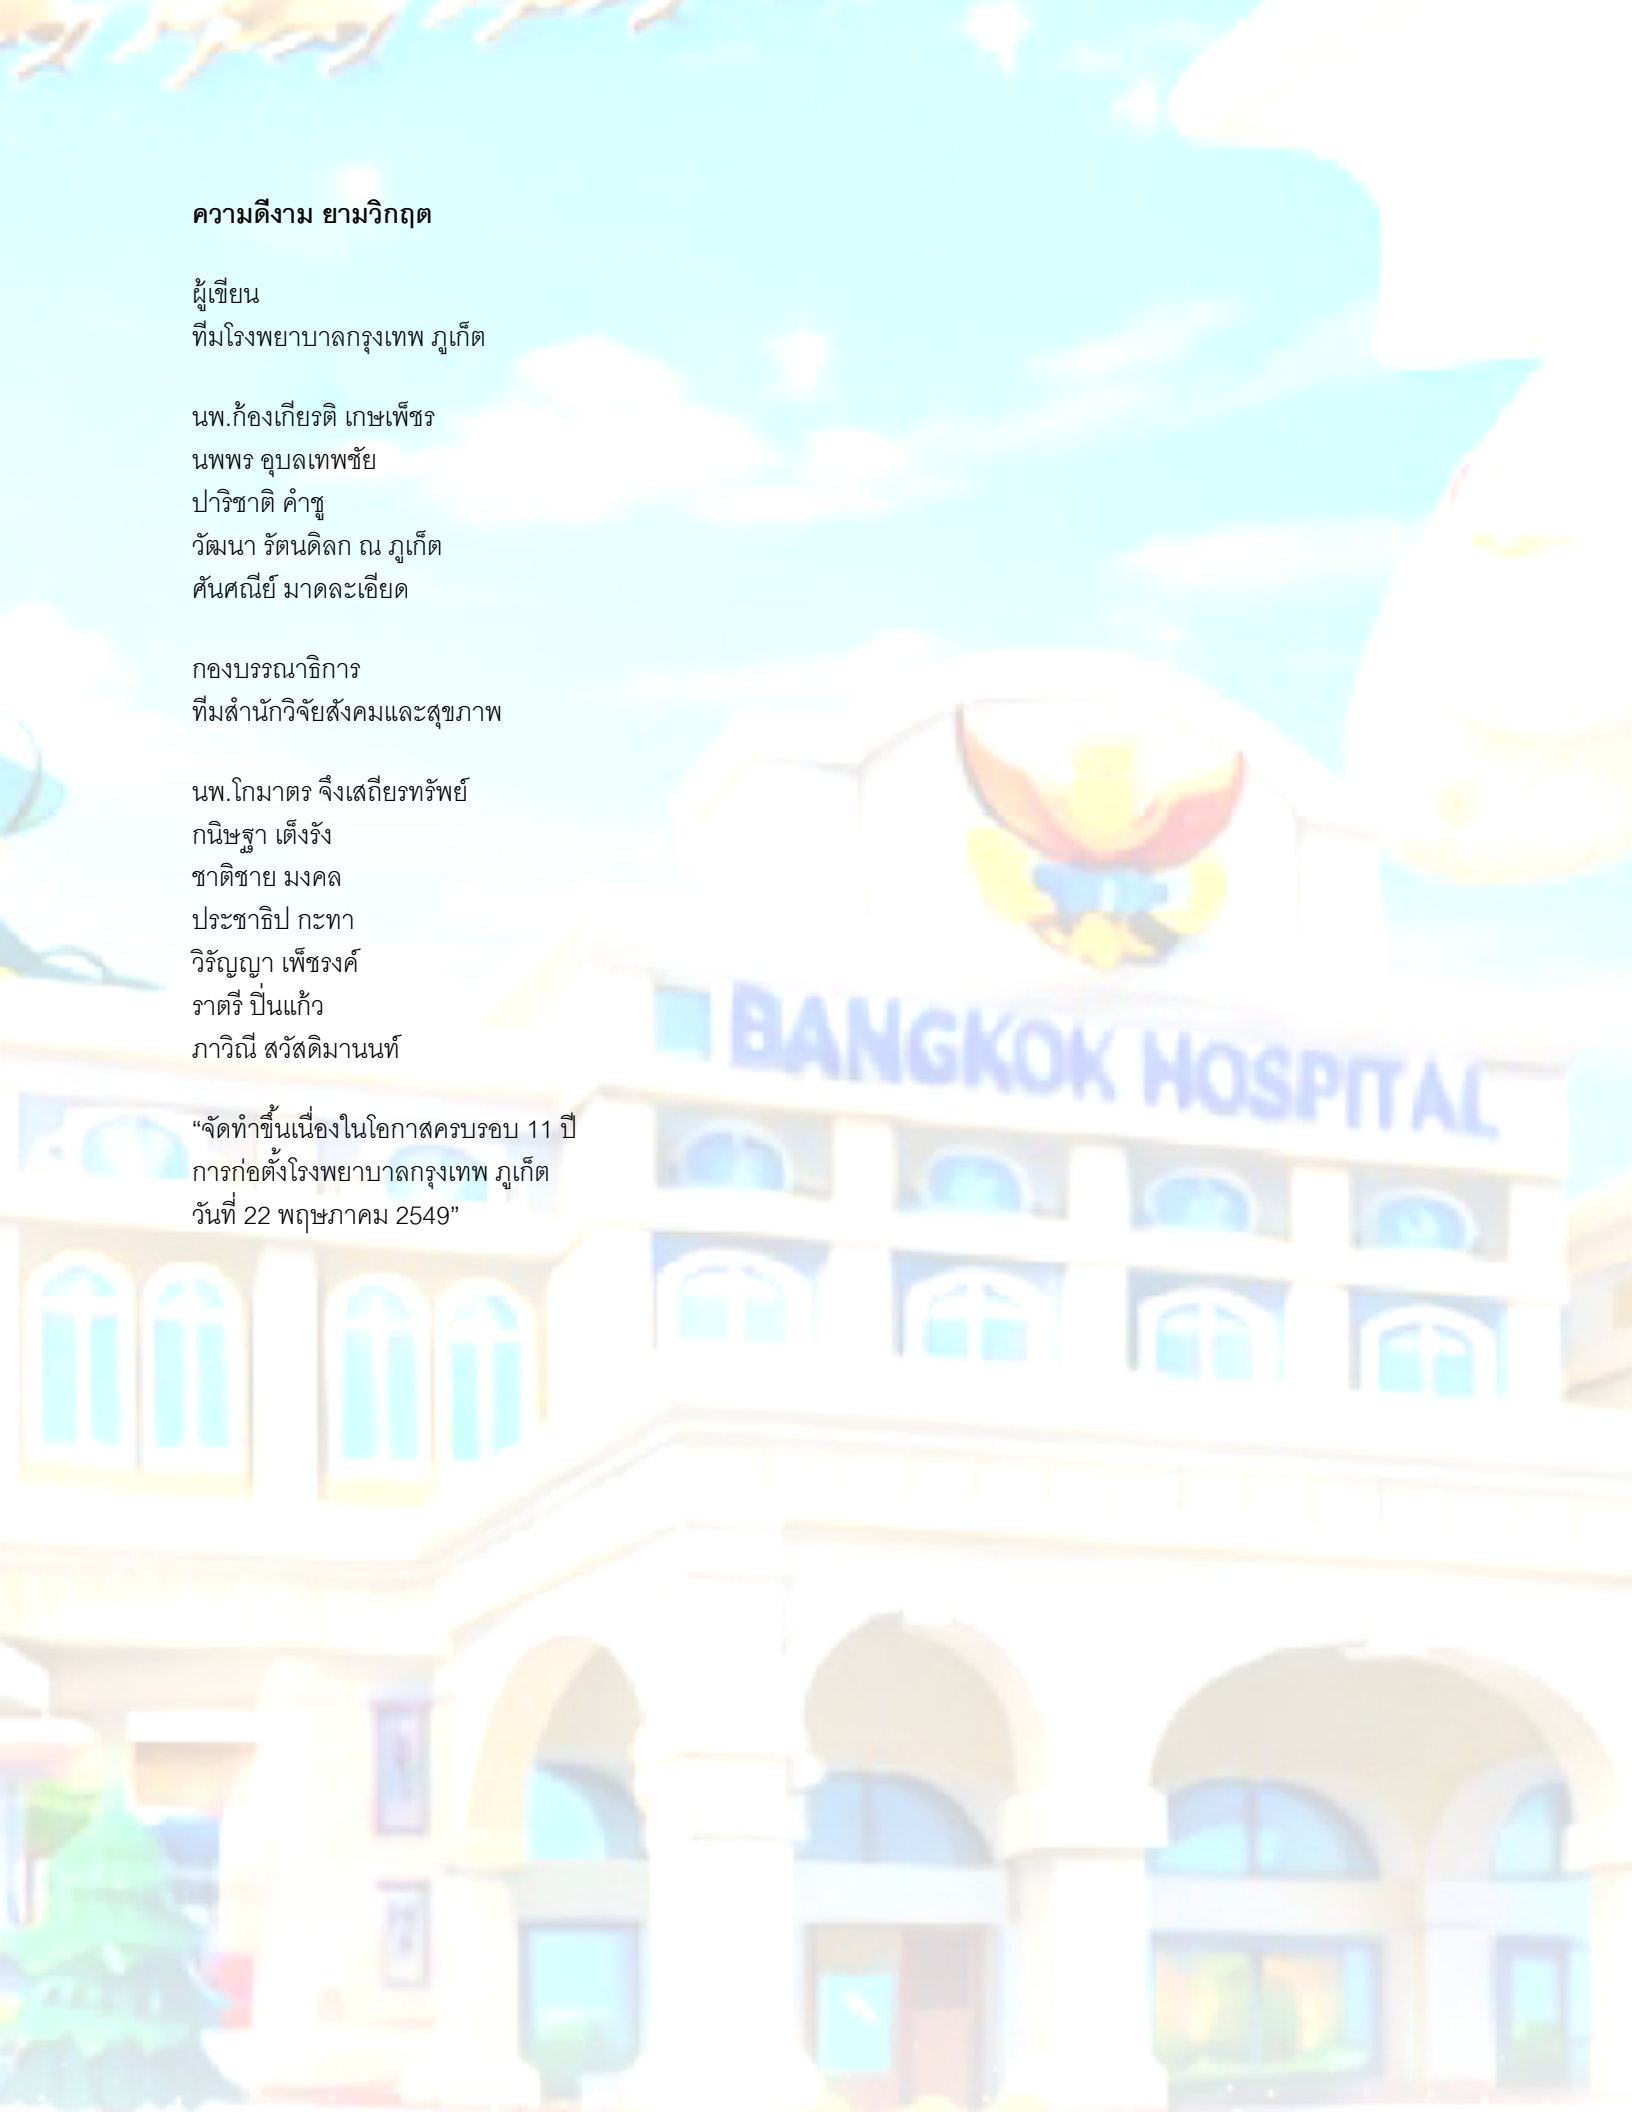 ความดีงาม ยามวิกฤต
ผู้เขียน
ทีมโรงพยาบาลกรุงเทพ ภูเก็ต
นพ.ก้องเกียรติ เกษเพ็ชร
นพพร อุบลเทพชัย
ปาริชาติ คำชู
วัฒนา รัตนดิลก ณ ภูเก็ต
ศันศณีย์ มาดละเอียด
กองบรรณาธิการ
ทีมสำนักวิจัยสังคมและสุขภาพ
นพ.โกมาตร จึงเสถียรทรัพย์
กนิษฐา เต็งรัง
ชาติชาย มงคล
ประชาธิป กะทา
วิรัญญา เพ็ชรงค์
ราตรี ปิ่นแก้ว
ภาวิณี สวัสดิมานนท์
“จัดทำขึ้นเนื่องในโอกาสครบรอบ 11 ปี
การก่อตั้งโรงพยาบาลกรุงเทพ ภูเก็ต
วันที่ 22 พฤษภาคม 2549”
BANGKOK HOSPITAL